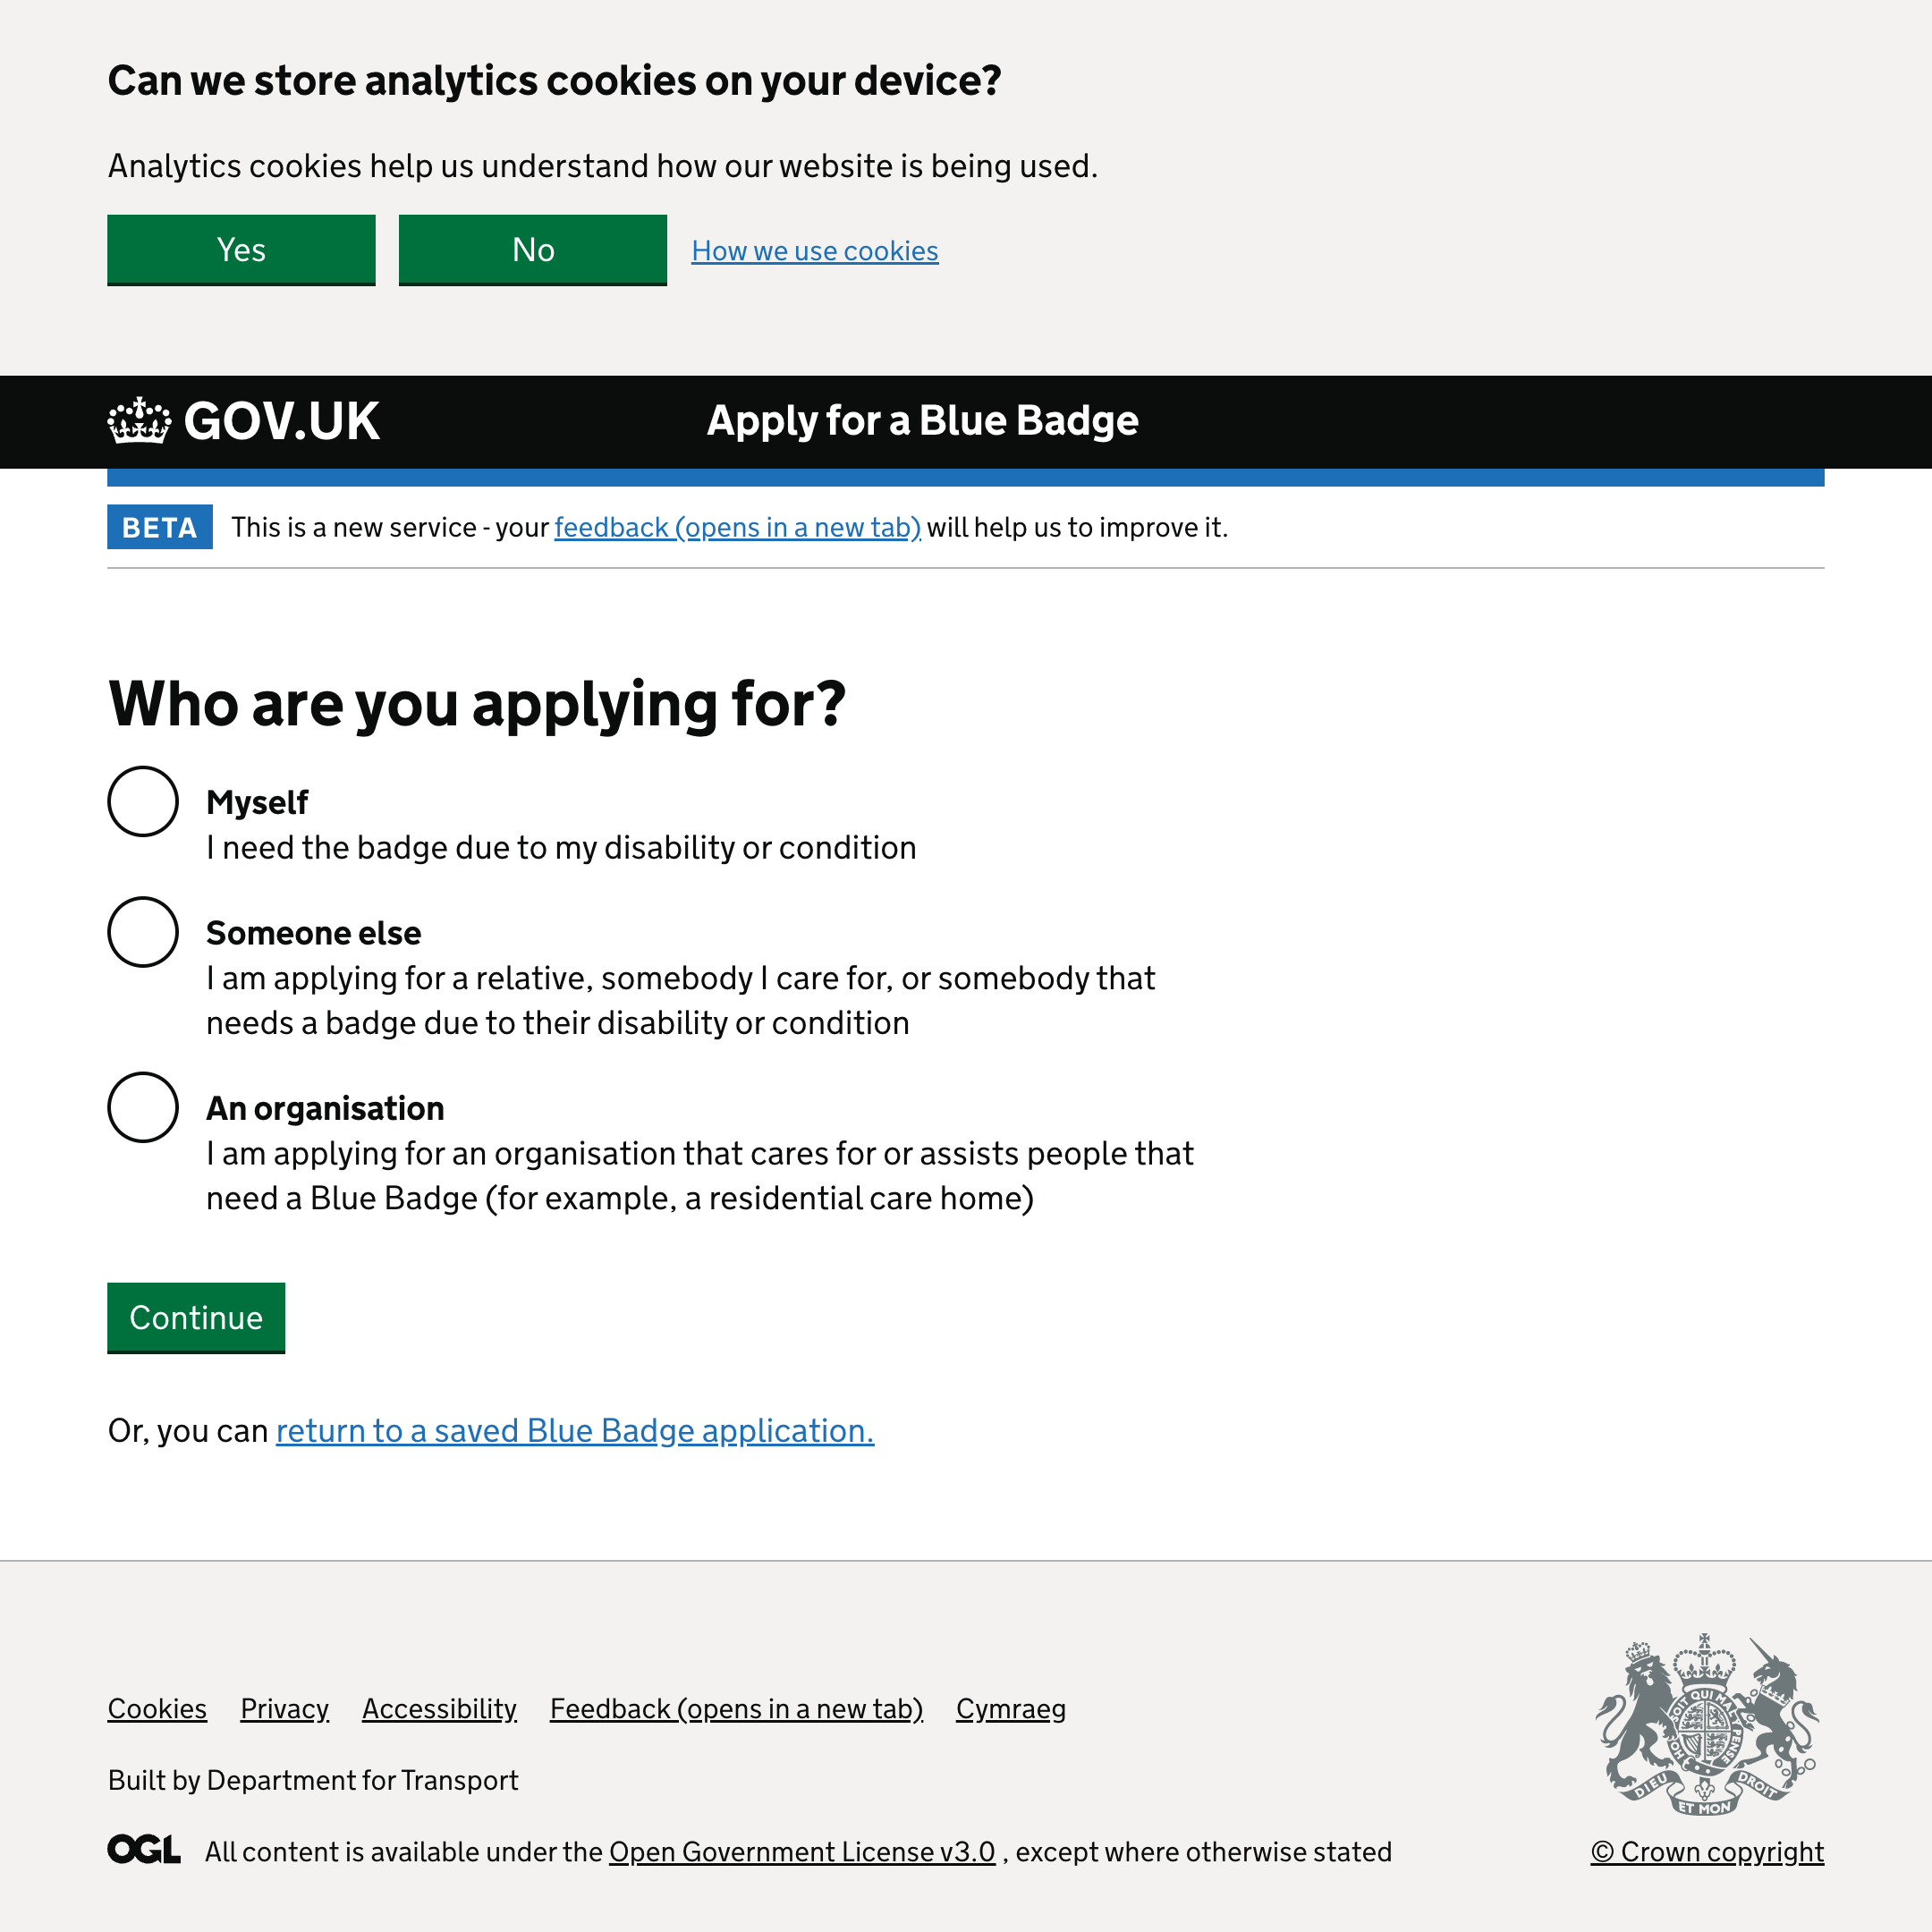 Can we store analytics cookies on your device?
Analytics cookies help us understand how our website is being used.
Yes No How we use cookies
GOV.UK Apply for a Blue Badge
BETA This is a new service - your feedback (opens in a new tab) will help us to improve it.
Who are you applying for?
Myself
I need the badge due to my disability or condition
Someone else
I am applying for a relative, somebody I care for, or somebody that
needs a badge due to their disability or condition
An organisation
I am applying for an organisation that cares for or assists people that
need a Blue Badge (for example, a residential care home)
Continue
Or, you can return to a saved Blue Badge application.
Cookies Privacy Accessibility Feedback (opens in a new tab) Cymraeg
Built by Department for Transport
OGL All content is available under the Open Government License v3.0 , except where otherwise stated
SOIT QUI MAL Y PENSE HO
DIEU ET MON DROIT
© Crown copyright